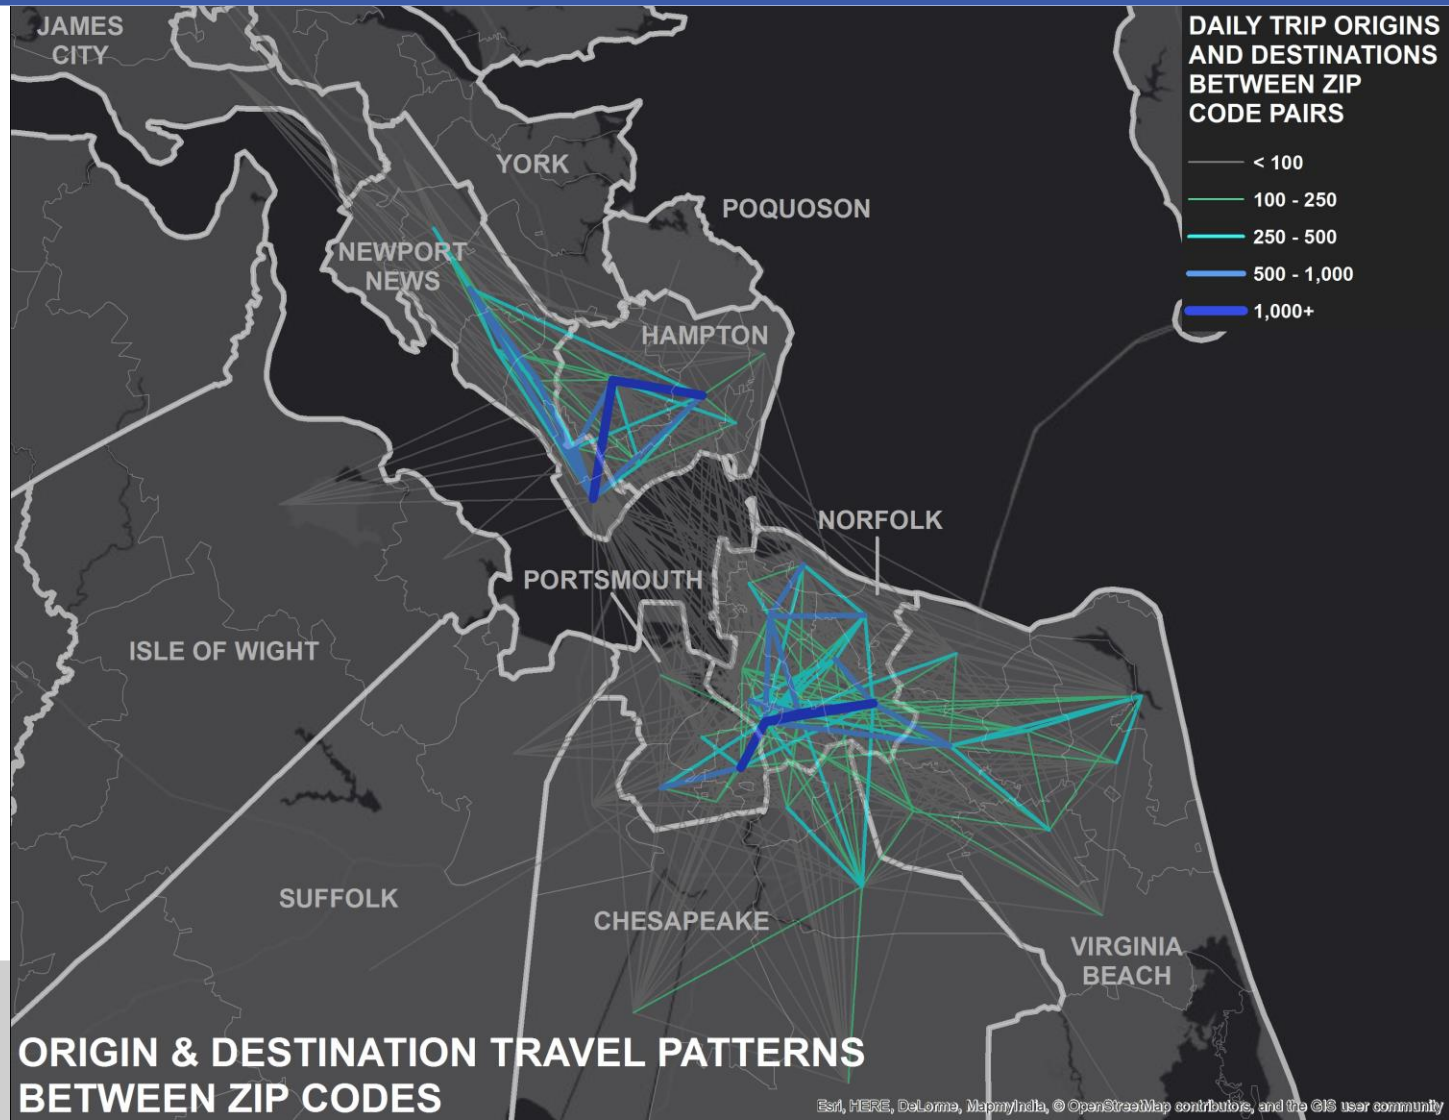 JAMES
CITY
DAILY TRIP ORIGINS
AND DESTINATIONS
BETWEEN ZIP
CODE PAIRS
< 100
100 - 250
250 - 500
500 - 1,000
1,000+
YORK
POQUOSON
NEWPORT
NEWS
HAMPTON
NORFOLK
PORTSMOUTH
ISLE OF WIGHT
SUFFOLK
CHESAPEAKE
VIRGINIA
BEACH
ORIGIN & DESTINATION TRAVEL PATTERNS
BETWEEN ZIP CODES
Esri, HERE, DeLorme, MapmyIndia, © OpenStreetMap contributors, and the GIS user community